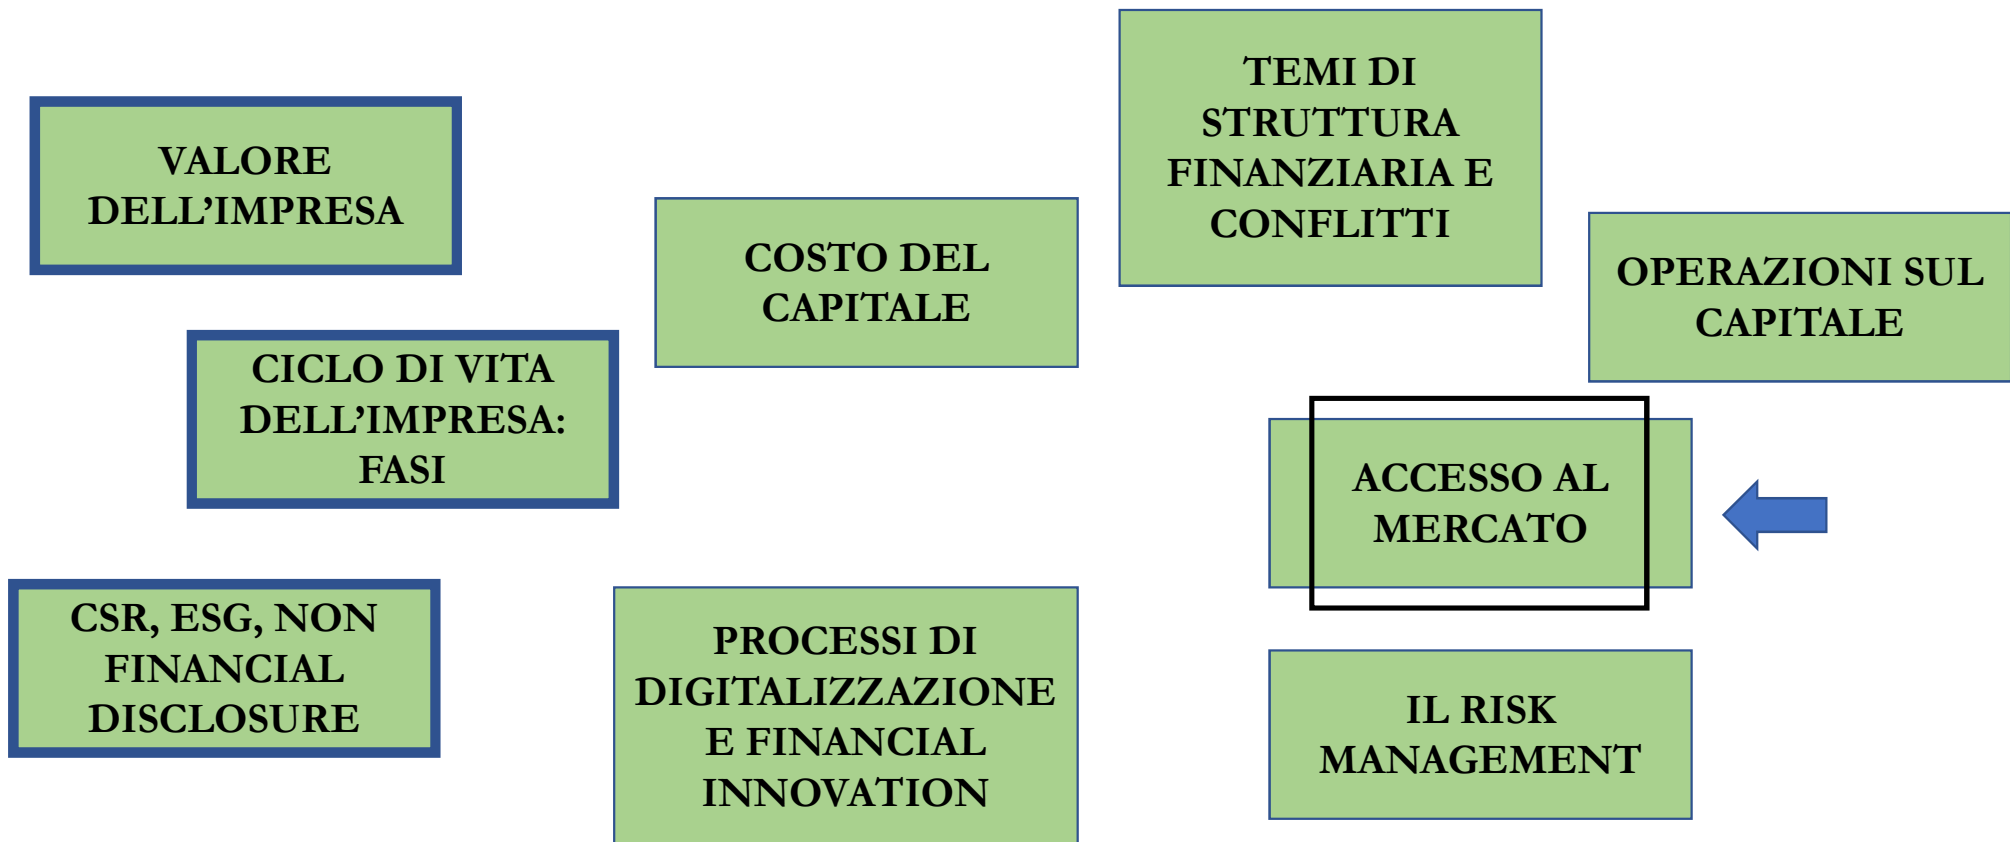 VALORE
DELL’IMPRESA
CICLO DI VITA
DELL’IMPRESA:
FASI
CSR, ESG, NON
FINANCIAL
DISCLOSURE
COSTO DEL
CAPITALE
PROCESSI DI
DIGITALIZZAZIONE
E FINANCIAL
INNOVATION
TEMI DI
STRUTTURA
FINANZIARIA E
CONFLITTI
OPERAZIONI SUL
CAPITALE
ACCESSO AL
MERCATO
IL RISK
MANAGEMENT